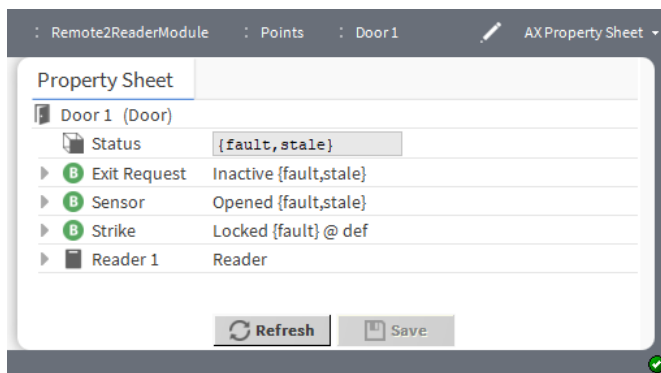 : Remote2ReaderModule : Points : Door1 AX Property Sheet
Property Sheet
Door 1 (Door)
Status {fault,stale}
B Exit Request Inactive {fault,stale}
B Sensor Opened {fault,stale}
B Strike Locked {fault} @ def
Reader 1 Reader
Refresh Save